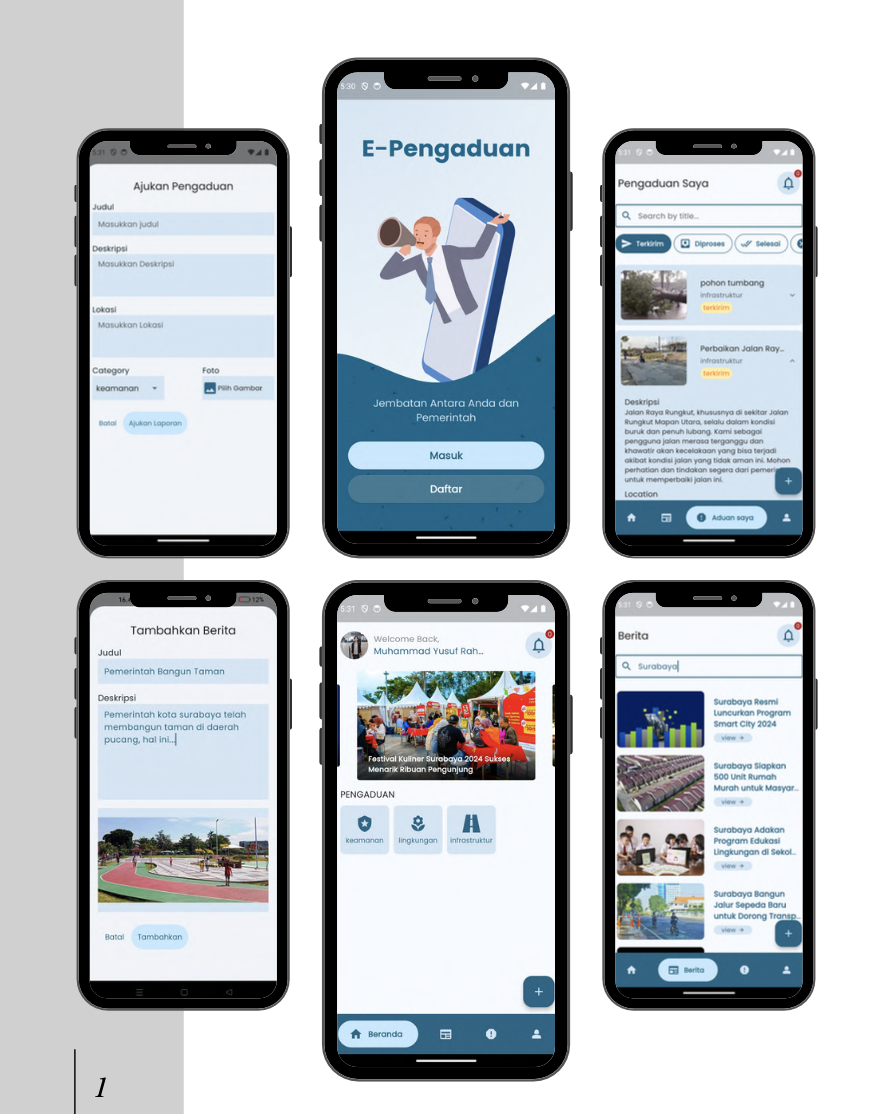 5:31
Ajukan Pengaduan
Judul
Masukkan judul
Deskripsi
Masukkan Deskripsi
Lokasi
Masukkan Lokasi
Category
Foto
keamanan
Pilih Gambar
Batal
Ajukan Laporan
5:30
E-Pengaduan
Jembatan Antara Anda dan
Pemerintah
Masuk
Daftar
5:31
Pengaduan Saya
0
Search by title...
Terkirim
Diproses
Selesai
pohon tumbang
infrastruktur
terkirim
Perbaikan Jalan Ray...
infrastruktur
terkirim
Deskripsi
Jalan Raya Rungkut, khususnya di sekitar Jalan
Rungkut Mapan Utara, selalu dalam kondisi
buruk dan penuh lubang. Kami sebagai
pengguna jalan merasa terganggu dan
khawatir akan kecelakaan yang bisa terjadi
akibat kondisi jalan yang tidak aman ini. Mohon
perhatian dan tindakan segera dari pemerin
untuk memperbaiki jalan ini.
Location
+
Aduan saya
16.
12%
Tambahkan Berita
Judul
Pemerintah Bangun Taman
Deskripsi
Pemerintah kota surabaya telah
membangun taman di daerah
pucang, hal ini...
Batal
Tambahkan
5:31
Welcome Back,
Muhammad Yusuf Rah...
0
Festival Kuliner Surabaya 2024 Sukses
Menarik Ribuan Pengunjung
PENGADUAN
keamanan
lingkungan
infrastruktur
+
Beranda
5:31
Berita
0
Surabaya
Surabaya Resmi
Luncurkan Program
Smart City 2024
view →
Surabaya Siapkan
500 Unit Rumah
Murah untuk Masyar..
view →
Surabaya Adakan
Program Edukasi
Lingkungan di Sekol..
view →
Surabaya Bangun
Jalur Sepeda Baru
untuk Dorong Transp..
view →
+
Berita
1